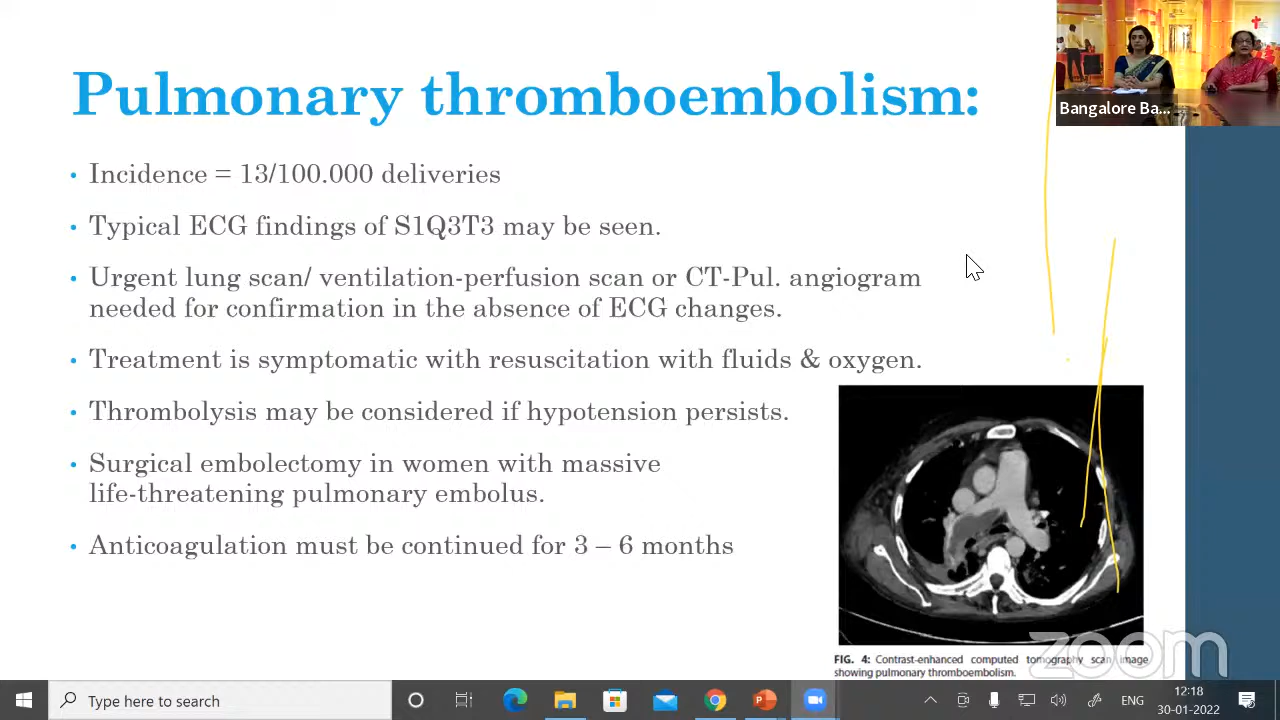 Pulmonary thromboembolism:
Bangalore Ba...
• Incidence = 13/100.000 deliveries
• Typical ECG findings of S1Q3T3 may be seen.
• Urgent lung scan/ ventilation-perfusion scan or CT-Pul. angiogram
needed for confirmation in the absence of ECG changes.
• Treatment is symptomatic with resuscitation with fluids & oxygen.
• Thrombolysis may be considered if hypotension persists.
• Surgical embolectomy in women with massive
life-threatening pulmonary embolus.
• Anticoagulation must be continued for 3 – 6 months
zoom
FIG. 4: Contrast-enhanced computed tomography scan image
showing pulmonary thromboembolism.
Type here to search
ENG
12:18
30-01-2022